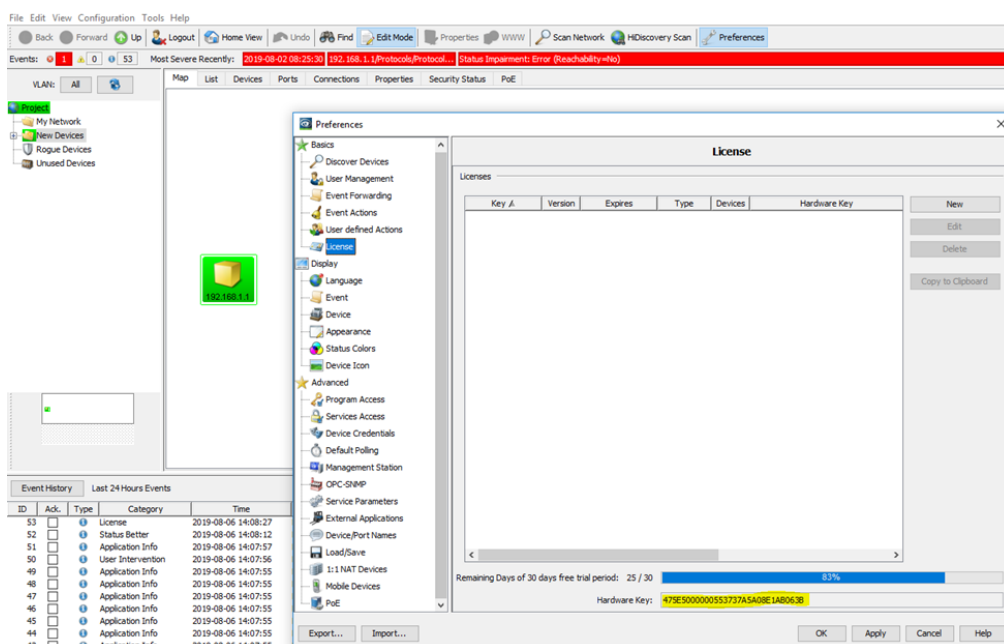 File Edit View Configuration Tools Help
Back Forward Up Logout Home View Undo Find Edit Mode Properties WWW Scan Network HiDiscovery Scan Preferences
Events: 1 0 53 Most Severe Recently: 2019-08-02 08:25:30 192.168.1.1/Protocols/Protocol... Status Impairment: Error (Reachability=No)
VLAN: All
Map List Devices Ports Connections Properties Security Status PoE
Project
My Network
New Devices
Rogue Devices
Unused Devices
192.168.1.1
Preferences
Basics
Discover Devices
User Management
Event Forwarding
Event Actions
User defined Actions
License
Display
Language
Event
Device
Appearance
Status Colors
Device Icon
Advanced
Program Access
Services Access
Device Credentials
Default Polling
Management Station
OPC-SNMP
Service Parameters
External Applications
Device/Port Names
Load/Save
1:1 NAT Devices
Mobile Devices
PoE
License
Licenses
Key Version Expires Type Devices Hardware Key
New
Edit
Delete
Copy to Clipboard
Remaining Days of 30 days free trial period: 25 / 30 83%
Hardware Key: 475E5000000553737A5A08E1AB063B
Export... Import... OK Apply Cancel Help
Event History Last 24 Hours Events
ID Ack. Type Category Time
53 License 2019-08-06 14:08:27
52 Status Better 2019-08-06 14:08:12
51 Application Info 2019-08-06 14:07:57
50 User Intervention 2019-08-06 14:07:56
49 Application Info 2019-08-06 14:07:55
48 Application Info 2019-08-06 14:07:55
47 Application Info 2019-08-06 14:07:55
46 Application Info 2019-08-06 14:07:55
45 Application Info 2019-08-06 14:07:55
44 Application Info 2019-08-06 14:07:55